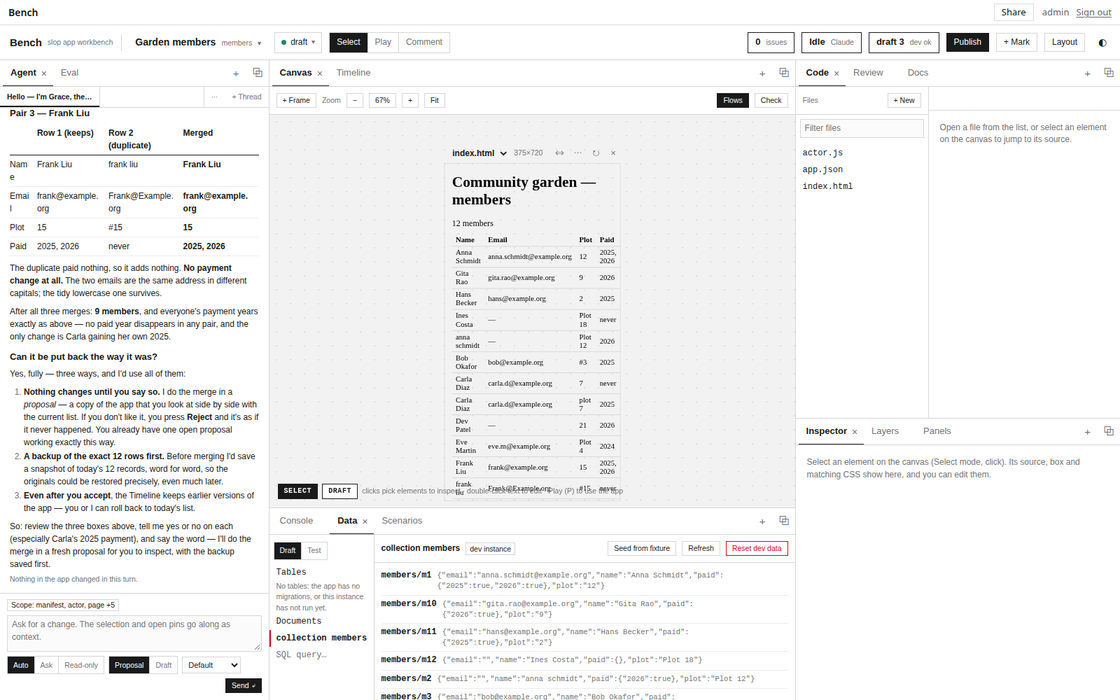 Bench
Share admin Sign out
Bench slop app workbench Garden members members draft Select Play Comment 0 issues Idle Claude draft 3 dev ok Publish + Mark Layout
Agent × Eval +
Hello — I'm Grace, the… ··· + Thread
Pair 3 — Frank Liu
Row 1 (keeps) Row 2 (duplicate) Merged
Name Frank Liu frank liu Frank Liu
Email frank@example.org Frank@Example.org frank@example.org
Plot 15 #15 15
Paid 2025, 2026 never 2025, 2026
The duplicate paid nothing, so it adds nothing. No payment
change at all. The two emails are the same address in different
capitals; the tidy lowercase one survives.
After all three merges: 9 members, and everyone's payment years
exactly as above — no paid year disappears in any pair, and the
only change is Carla gaining her own 2025.
Can it be put back the way it was?
Yes, fully — three ways, and I'd use all of them:
1. Nothing changes until you say so. I do the merge in a
proposal — a copy of the app that you look at side by side with
the current list. If you don't like it, you press Reject and it's as if
it never happened. You already have one open proposal
working exactly this way.
2. A backup of the exact 12 rows first. Before merging I'd save
a snapshot of today's 12 records, word for word, so the
originals could be restored precisely, even much later.
3. Even after you accept, the Timeline keeps earlier versions of
the app — you or I can roll back to today's list.
So: review the three boxes above, tell me yes or no on each
(especially Carla's 2025 payment), and say the word — I'll do the
merge in a fresh proposal for you to inspect, with the backup
saved first.
Nothing in the app changed in this turn.
Scope: manifest, actor, page +5
Ask for a change. The selection and open pins go along as
context.
Auto Ask Read-only Proposal Draft Default
Send
Canvas × Timeline +
+ Frame Zoom − 67% + Fit Flows Check
index.html 375×720 ··· ×
Community garden —
members
12 members
Name Email Plot Paid
Anna Schmidt anna.schmidt@example.org 12 2025, 2026
Gita Rao gita.rao@example.org 9 2026
Hans Becker hans@example.org 2 2025
Ines Costa — Plot 18 never
anna schmidt — Plot 12 2026
Bob Okafor bob@example.org #3 2025
Carla Diaz carla.d@example.org 7 never
Carla Diaz carla.d@example.org plot 7 2025
Dev Patel — 21 2026
Eve Martin eve.m@example.org Plot 4 2024
Frank Liu frank@example.org 15 2025, 2026
frank liu Frank@Example.org #15 never
SELECT DRAFT clicks pick elements to inspect · double-click text to edit · Play (P) to use the app
Console Data × Scenarios +
Draft Test
Tables
No tables: the app has no
migrations, or this instance
has not run yet.
Documents
collection members
SQL query…
collection members dev instance Seed from fixture Refresh Reset dev data
members/m1 {"email":"anna.schmidt@example.org","name":"Anna Schmidt","paid":
{"2025":true,"2026":true},"plot":"12"}
members/m10 {"email":"gita.rao@example.org","name":"Gita Rao","paid":
{"2026":true},"plot":"9"}
members/m11 {"email":"hans@example.org","name":"Hans Becker","paid":
{"2025":true},"plot":"2"}
members/m12 {"email":"","name":"Ines Costa","paid":{},"plot":"Plot 18"}
members/m2 {"email":"","name":"anna schmidt","paid":{"2026":true},"plot":"Plot 12"}
members/m3 {"email":"bob@example.org","name":"Bob Okafor","paid":
Code × Review Docs +
Files + New
Filter files
actor.js
app.json
index.html
Open a file from the list, or select an element
on the canvas to jump to its source.
Inspector × Layers Panels +
Select an element on the canvas (Select mode, click). Its source, box and
matching CSS show here, and you can edit them.